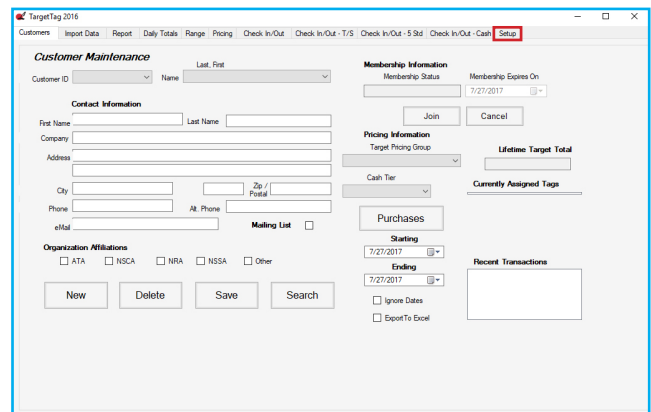 TargetTag 2016
Customers Import Data Report Daily Totals Range Pricing Check In/Out Check In/Out - T/S Check In/Out - 5 Std Check In/Out - Cash Setup
Customer Maintenance
Last, First
Customer ID Name
Contact Information
First Name Last Name
Company
Address
City Zip / Postal
Phone Alt. Phone
eMail Mailing List
Organization Affiliations
ATA NSCA NRA NSSA Other
New Delete Save Search
Membership Information
Membership Status Membership Expires On
7/27/2017
Join Cancel
Pricing Information
Target Pricing Group Lifetime Target Total
Cash Tier
Currently Assigned Tags
Purchases
Starting
7/27/2017
Ending
7/27/2017
Recent Transactions
Ignore Dates
ExportTo Excel